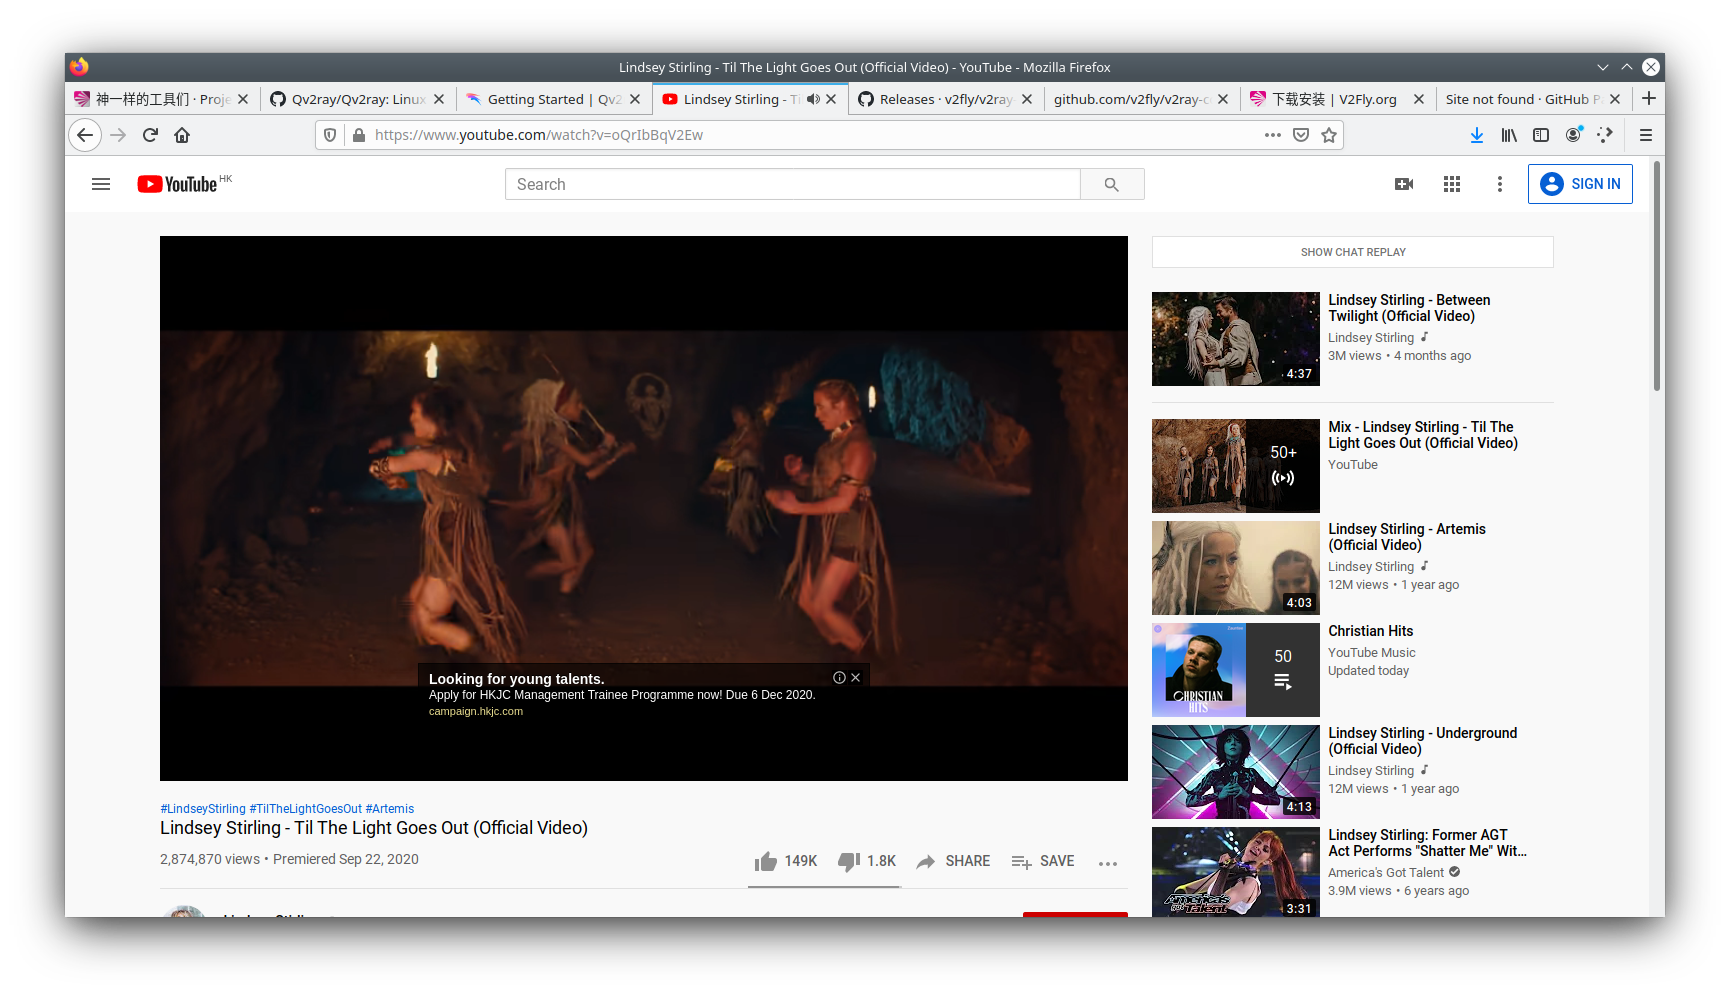 Lindsey Stirling - Til The Light Goes Out (Official Video) - YouTube - Mozilla Firefox
神一样的工具们 · Proje
Qv2ray/Qv2ray: Linux
Getting Started | Qv2
Lindsey Stirling - Ti
Releases · v2fly/v2ray-
github.com/v2fly/v2ray-c
下载安装 | V2Fly.org
Site not found · GitHub P
https://www.youtube.com/watch?v=oQrIbBqV2Ew
YouTube HK
Search
SIGN IN
Looking for young talents.
Apply for HKJC Management Trainee Programme now! Due 6 Dec 2020.
campaign.hkjc.com
#LindseyStirling #TilTheLightGoesOut #Artemis
Lindsey Stirling - Til The Light Goes Out (Official Video)
2,874,870 views • Premiered Sep 22, 2020
149K
1.8K
SHARE
SAVE
SHOW CHAT REPLAY
Lindsey Stirling - Between
Twilight (Official Video)
Lindsey Stirling
3M views • 4 months ago
4:37
Mix - Lindsey Stirling - Til The
Light Goes Out (Official Video)
YouTube
50+
Lindsey Stirling - Artemis
(Official Video)
Lindsey Stirling
12M views • 1 year ago
4:03
Christian Hits
YouTube Music
Updated today
50
CHRISTIAN
HITS
Lindsey Stirling - Underground
(Official Video)
Lindsey Stirling
12M views • 1 year ago
4:13
Lindsey Stirling: Former AGT
Act Performs "Shatter Me" Wit...
America's Got Talent
3.9M views • 6 years ago
America's
got Talent
3:31